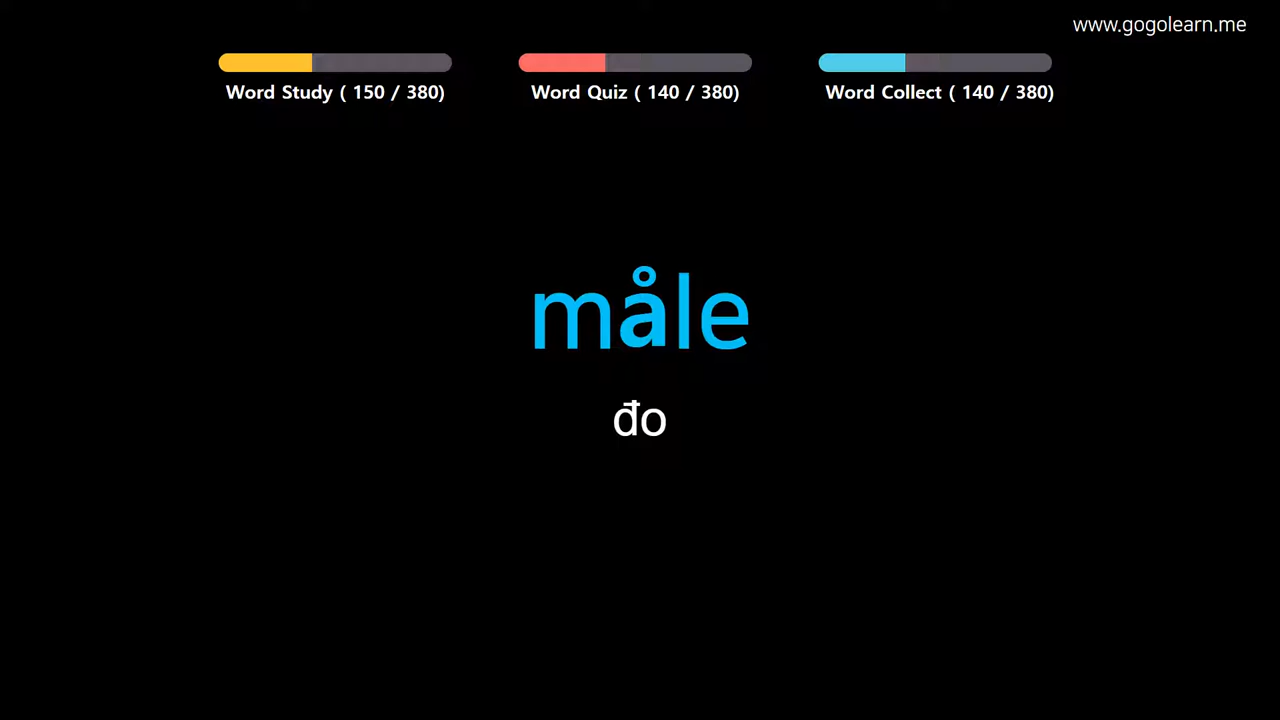 www.gogolearn.me
Word Study ( 150 / 380)
Word Quiz ( 140 / 380)
Word Collect ( 140 / 380)
måle
đo